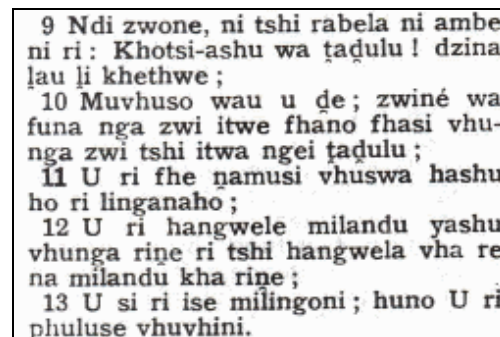 9 Ndi zwone, ni tshi rabela ni ambe
ni ri : Khotsi-ashu wa ṱaḓulu ! dzina
ḽau ḽi khethwe ;
10 Muvhuso wau u ḓe ; zwiné wa
funa nga zwi itwe fhano fhasi vhu-
nga zwi tshi itwa ngei ṱaḓulu ;
11 U ri fhe ṋamusi vhuswa hashu
ho ri linganaho ;
12 U ri hangwele milandu yashu
vhunga riṋe ri tshi hangwela vha re
na milandu kha riṋe ;
13 U si ri ise milingoni ; huno U ri
phuluse vhuvhini.